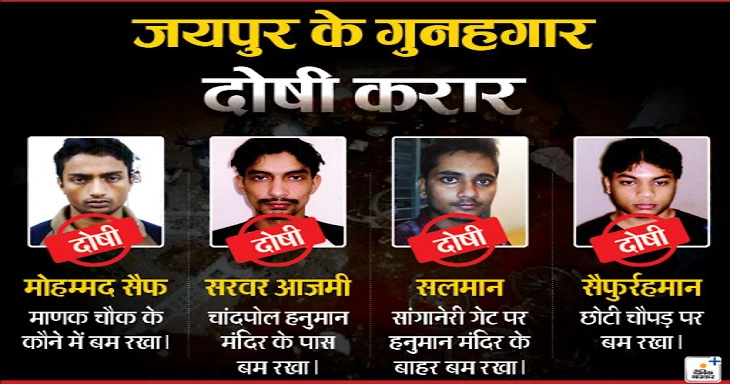 जयपुर के गुनहगार
दोषी करार
दोषी
दोषी
दोषी
दोषी
मोहम्मद सैफ
माणक चौक के
कौने में बम रखा।
सरवर आजमी
चांदपोल हनुमान
मंदिर के पास
बम रखा।
सलमान
सांगानेरी गेट पर
हनुमान मंदिर के
बाहर बम रखा।
सैफुर्रहमान
छोटी चौपड़ पर
बम रखा।
दैनिक
भास्कर